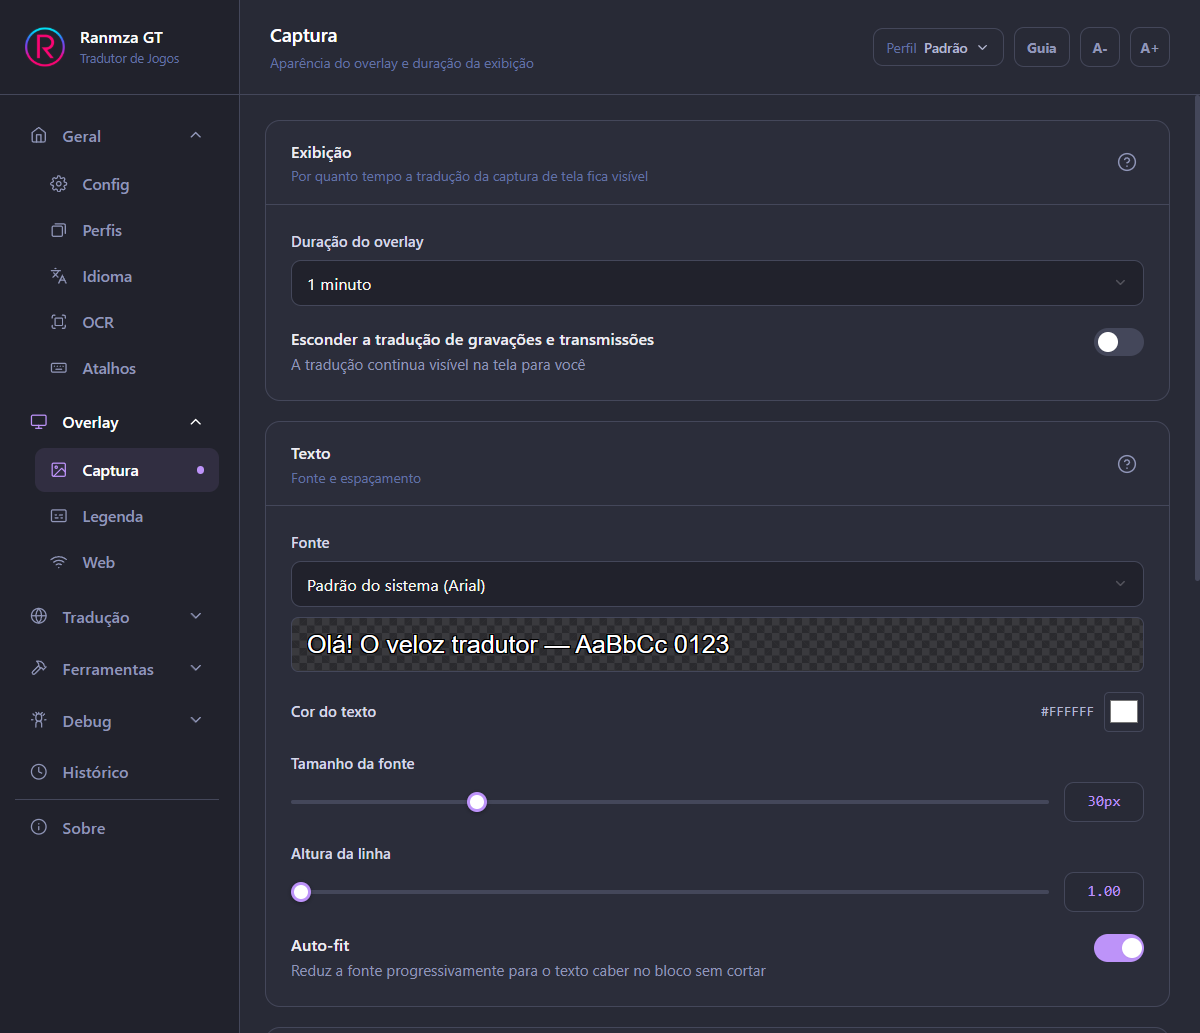 Ranmza GT
Tradutor de Jogos
Captura
Aparência do overlay e duração da exibição
Perfil Padrão
Guia
A-
A+
Geral
Config
Perfis
Idioma
OCR
Atalhos
Overlay
Captura
Legenda
Web
Tradução
Ferramentas
Debug
Histórico
Sobre
Exibição
Por quanto tempo a tradução da captura de tela fica visível
Duração do overlay
1 minuto
Esconder a tradução de gravações e transmissões
A tradução continua visível na tela para você
Texto
Fonte e espaçamento
Fonte
Padrão do sistema (Arial)
Olá! O veloz tradutor — AaBbCc 0123
Cor do texto
#FFFFFF
Tamanho da fonte
30px
Altura da linha
1.00
Auto-fit
Reduz a fonte progressivamente para o texto caber no bloco sem cortar